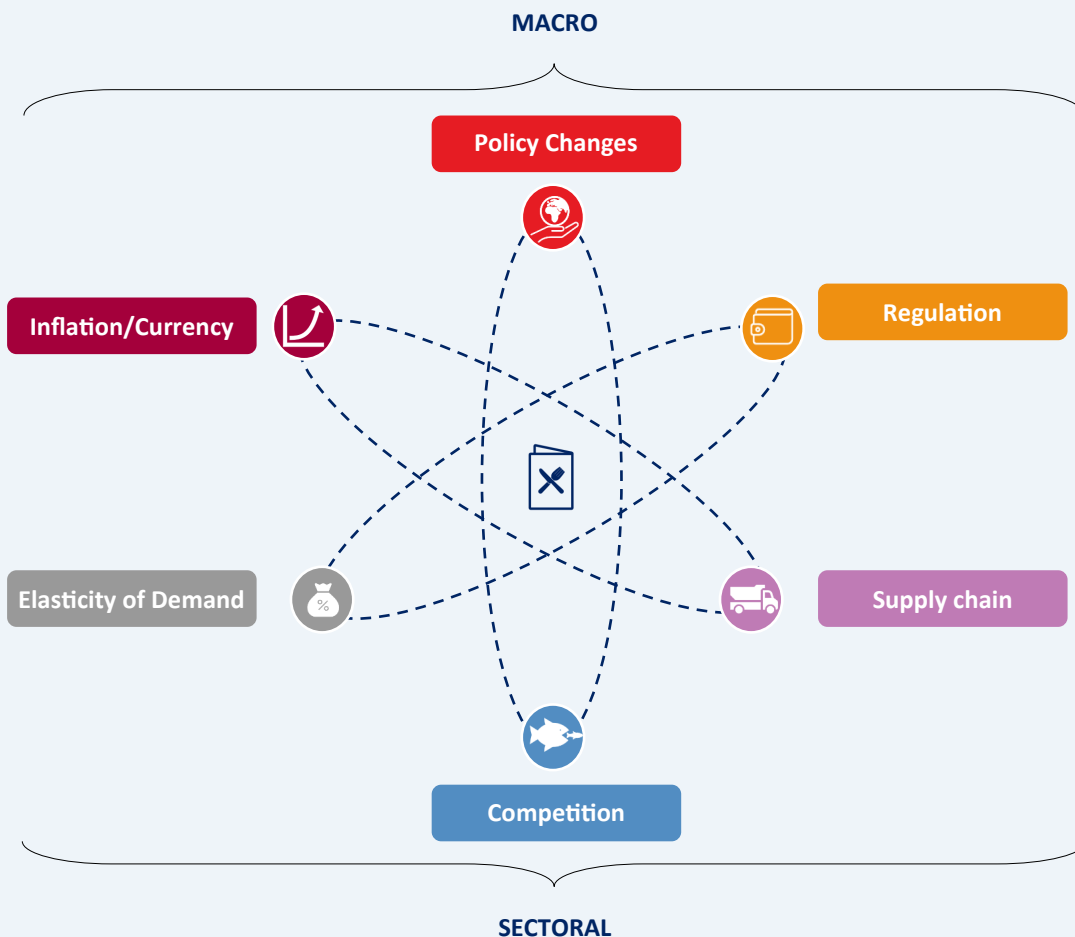 MACRO
Policy Changes
Inflation/Currency
Regulation
Elasticity of Demand
%
Supply chain
Competition
SECTORAL